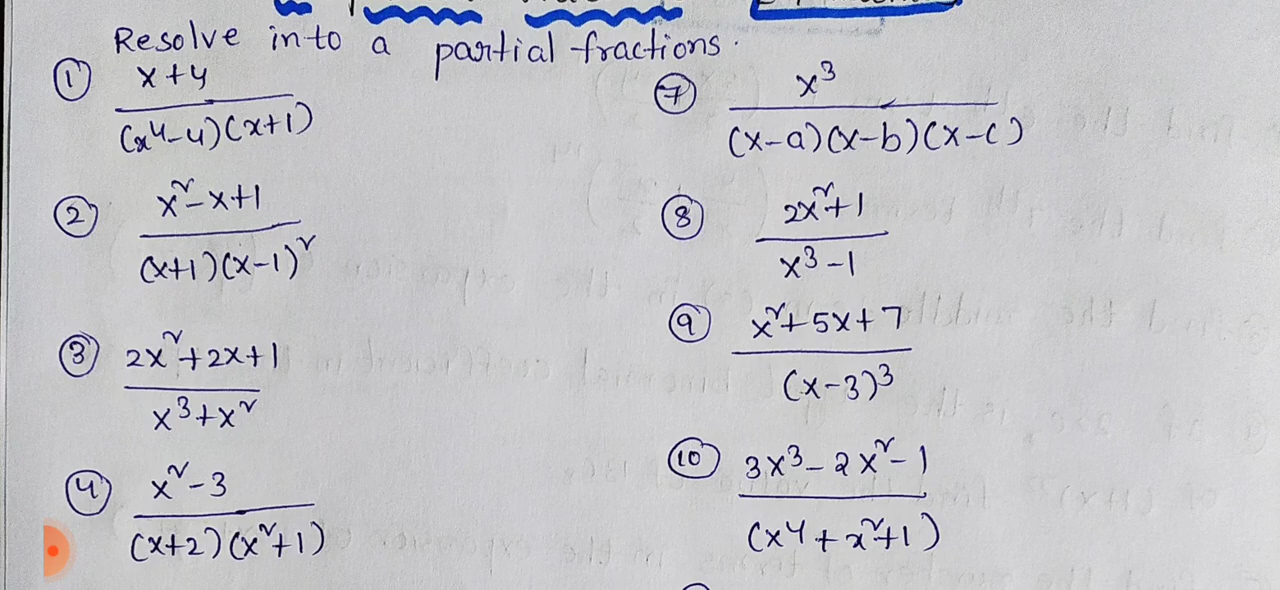 Resolve into a partial fractions.
① x+4
(x⁴-4)(x+1)
② x²-x+1
(x+1)(x-1)²
③ 2x²+2x+1
x³+x²
④ x²-3
(x+2)(x²+1)
⑦ x³
(x-a)(x-b)(x-c)
⑧ 2x²+1
x³-1
⑨ x²+5x+7
(x-3)³
⑩ 3x³-2x²-1
(x⁴+x²+1)